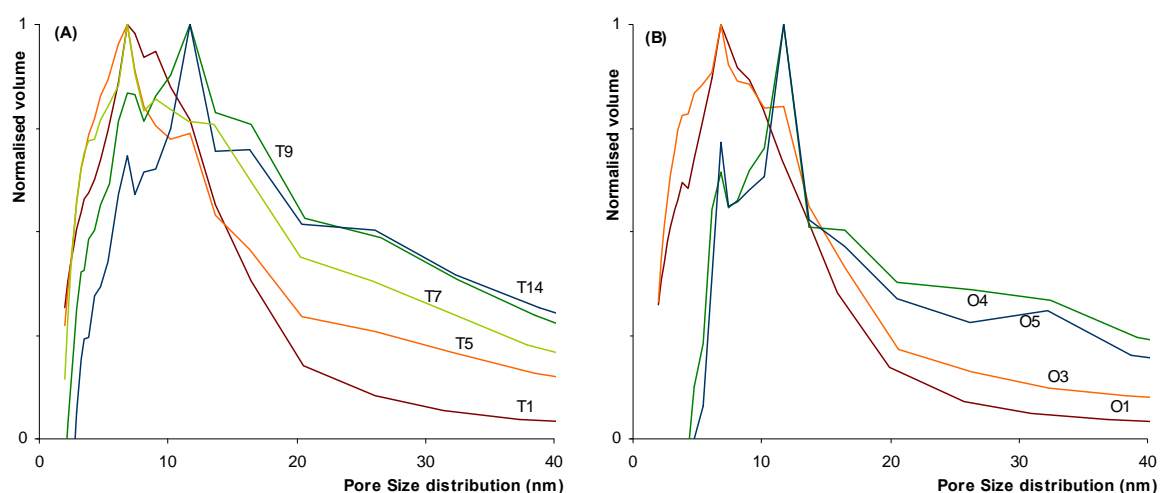 (A)
Normalised volume
1
0
0
10
20
30
40
Pore Size distribution (nm)
T9
T14
T7
T5
T1
(B)
Normalised volume
1
0
0
10
20
30
40
Pore Size distribution (nm)
O4
O5
O3
O1